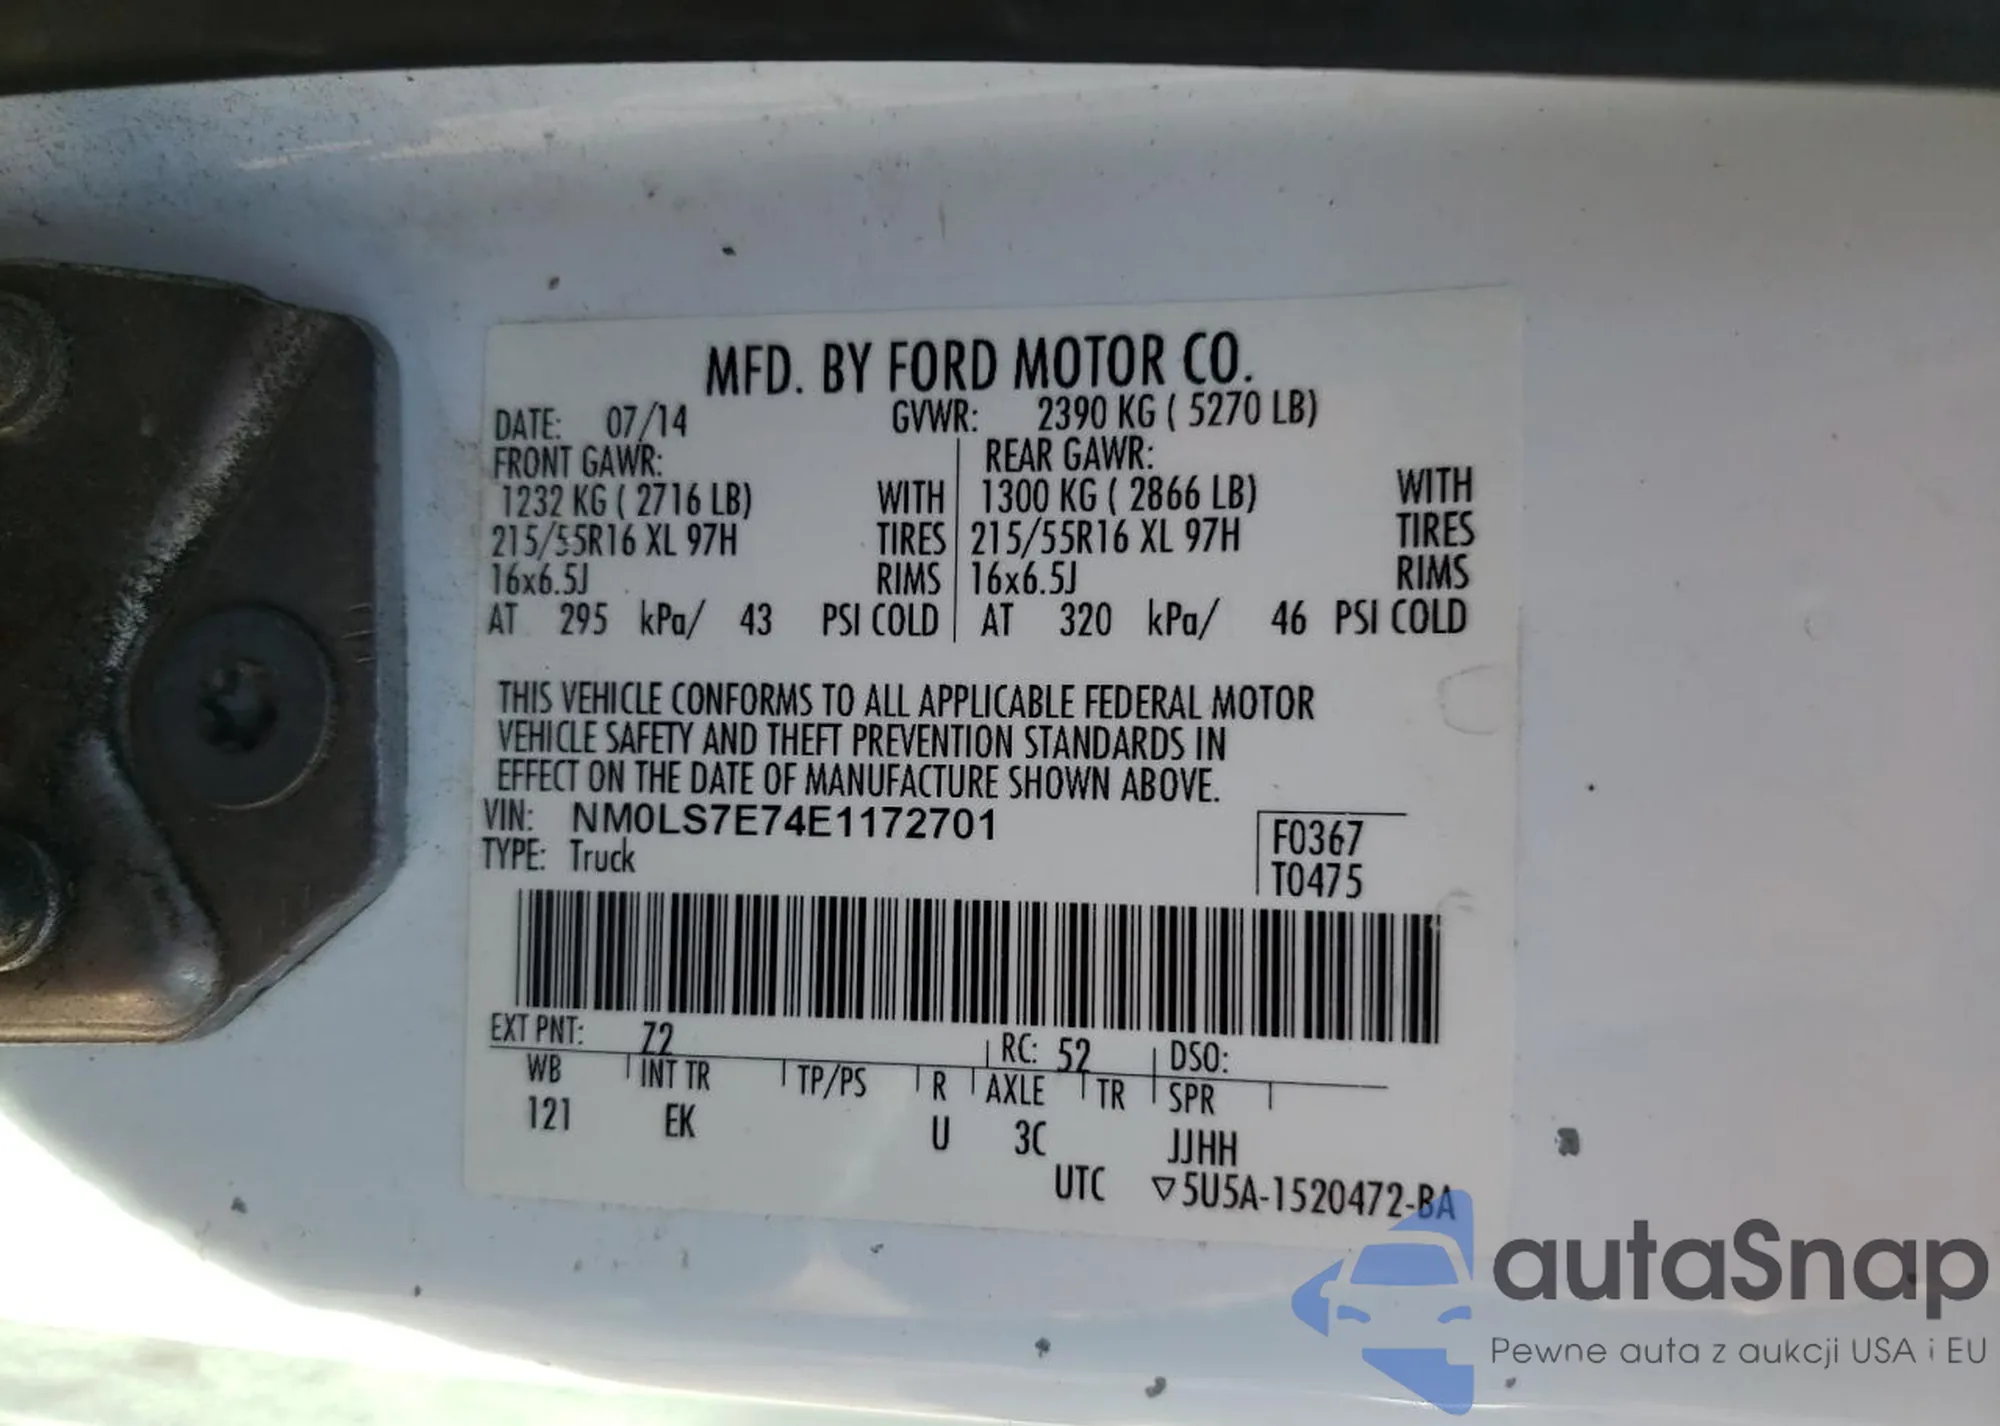 MFD. BY FORD MOTOR CO.
DATE: 07/14 GVWR: 2390 KG ( 5270 LB)
FRONT GAWR: REAR GAWR:
1232 KG ( 2716 LB) WITH 1300 KG ( 2866 LB) WITH
215/55R16 XL 97H TIRES 215/55R16 XL 97H TIRES
16x6.5J RIMS 16x6.5J RIMS
AT 295 kPa/ 43 PSI COLD AT 320 kPa/ 46 PSI COLD
THIS VEHICLE CONFORMS TO ALL APPLICABLE FEDERAL MOTOR
VEHICLE SAFETY AND THEFT PREVENTION STANDARDS IN
EFFECT ON THE DATE OF MANUFACTURE SHOWN ABOVE.
VIN: NM0LS7E74E1172701 F0367
TYPE: Truck T0475
EXT PNT: Z2 RC: 52 DSO:
WB INT TR TP/PS R AXLE TR SPR
121 EK U 3C JJHH
UTC ▽5U5A-1520472-BA
autaSnap
Pewne auta z aukcji USA i EU